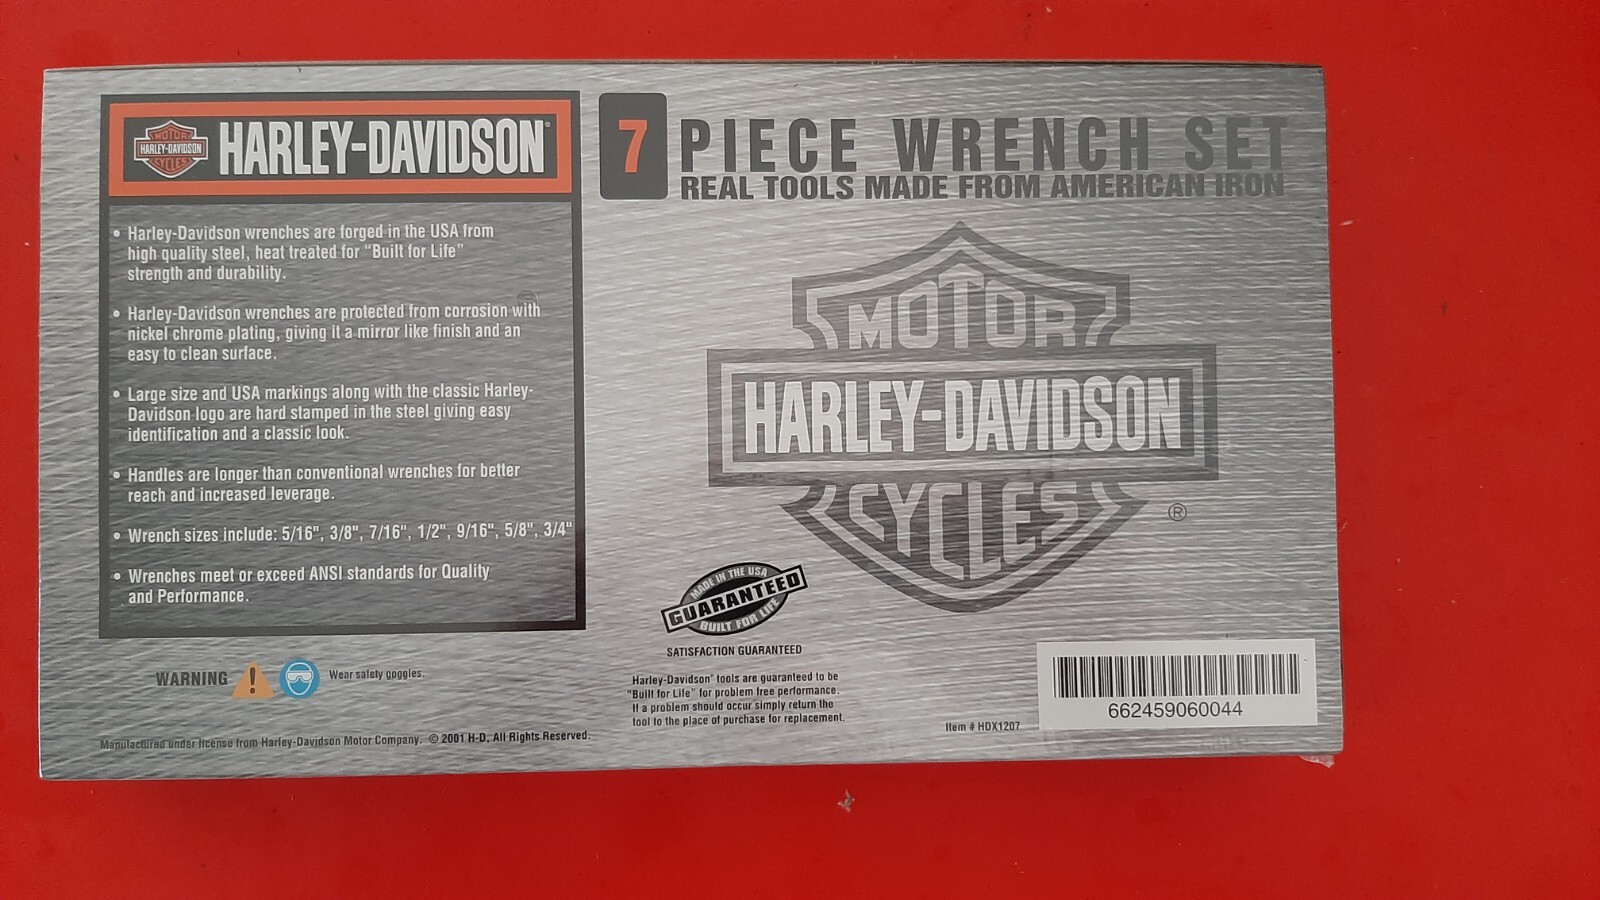 MOTOR
HARLEY-DAVIDSON
CYCLES
HARLEY-DAVIDSON®
• Harley-Davidson wrenches are forged in the USA from
high quality steel, heat treated for "Built for Life"
strength and durability.
• Harley-Davidson wrenches are protected from corrosion with
nickel chrome plating, giving it a mirror like finish and an
easy to clean surface.
• Large size and USA markings along with the classic Harley-
Davidson logo are hard stamped in the steel giving easy
identification and a classic look.
• Handles are longer than conventional wrenches for better
reach and increased leverage.
• Wrench sizes include: 5/16", 3/8", 7/16", 1/2", 9/16", 5/8", 3/4"
• Wrenches meet or exceed ANSI standards for Quality
and Performance.
WARNING
Wear safety goggles.
Manufactured under license from Harley-Davidson Motor Company. © 2001 H-D, All Rights Reserved.
7 PIECE WRENCH SET
REAL TOOLS MADE FROM AMERICAN IRON
MOTOR
HARLEY-DAVIDSON
CYCLES
®
MADE IN THE USA
GUARANTEED
BUILT FOR LIFE
SATISFACTION GUARANTEED
Harley-Davidson® tools are guaranteed to be
"Built for Life" for problem free performance.
If a problem should occur simply return the
tool to the place of purchase for replacement.
Item # HDX1207
662459060044